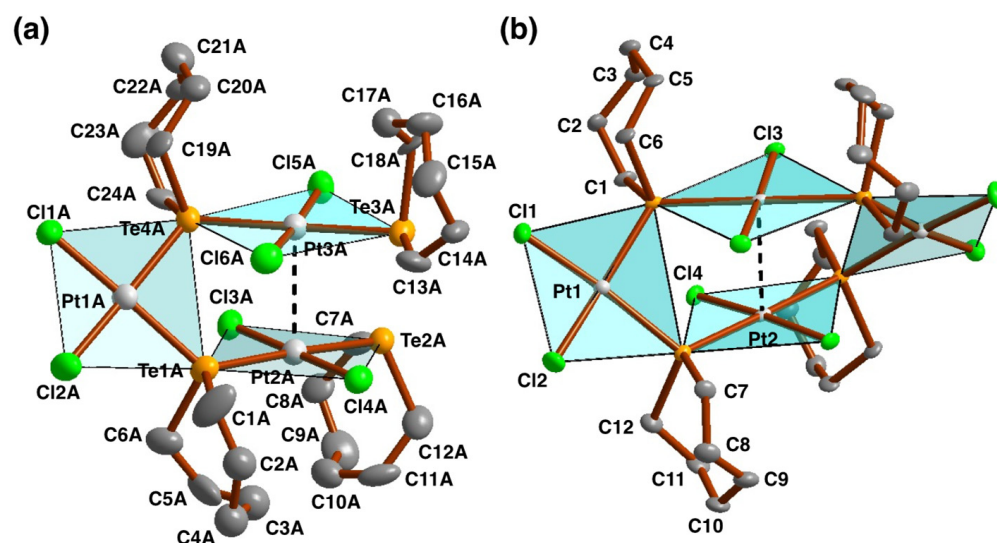 (a)
C21A
C22A
C20A
C23A
C19A
C24A
Cl1A
Te4A
Pt1A
Cl2A
Te1A
C17A
C16A
C18A
C15A
Cl5A
Te3A
Pt3A
Cl6A
C14A
C13A
Cl3A
C7A
Te2A
Pt2A
Cl4A
C8A
C1A
C6A
C9A
C12A
C2A
C11A
C10A
C5A
C3A
C4A
(b)
C4
C3
C5
C2
C6
Cl3
C1
Cl1
Cl4
Pt1
Pt2
Cl2
C7
C12
C8
C11
C9
C10